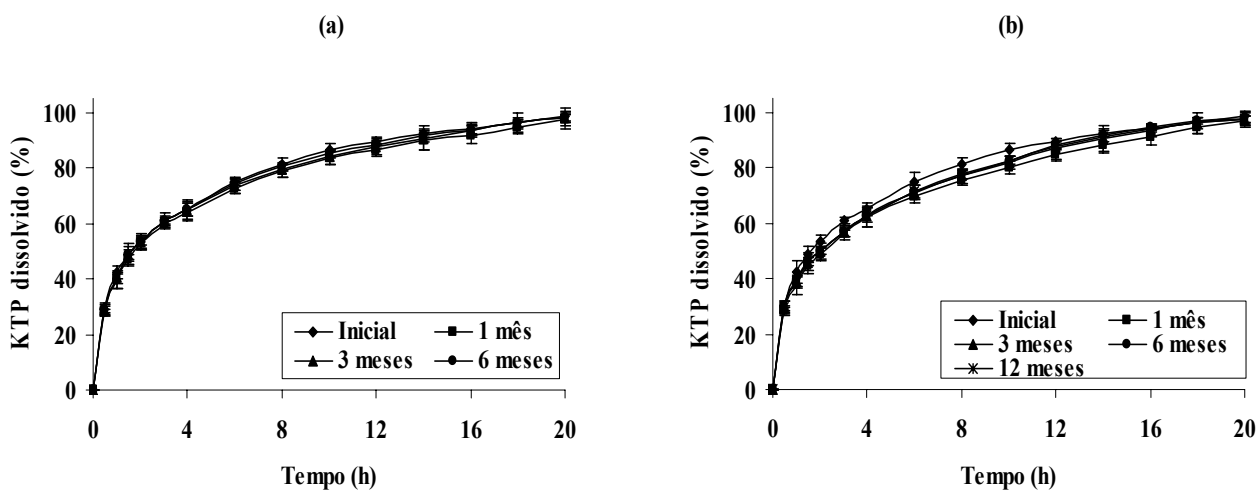 (a)
KTP dissolvido (%)
100
80
60
40
20
0
Inicial 1 mês
3 meses 6 meses
0 4 8 12 16 20
Tempo (h)
(b)
KTP dissolvido (%)
100
80
60
40
20
0
Inicial 1 mês
3 meses 6 meses
12 meses
0 4 8 12 16 20
Tempo (h)